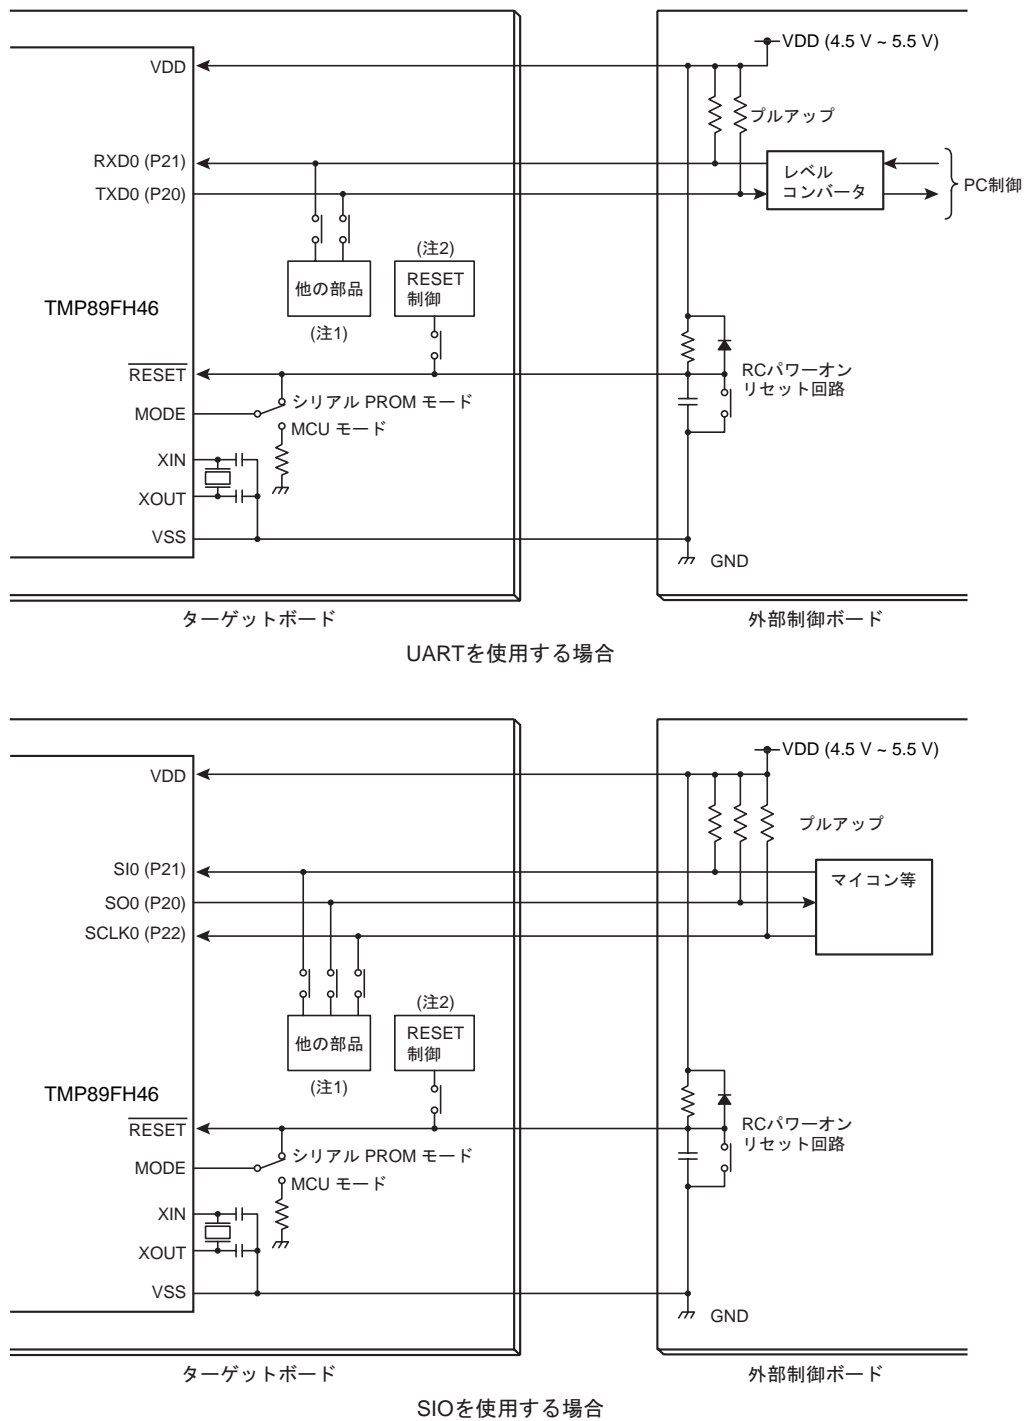 VDD (4.5 V ~ 5.5 V)
VDD
プルアップ
RXD0 (P21)
TXD0 (P20)
レベル
コンバータ
PC制御
(注2)
RESET
制御
他の部品
(注1)
TMP89FH46
RESET
RCパワーオン
リセット回路
シリアル PROM モード
MODE
MCU モード
XIN
XOUT
VSS
GND
ターゲットボード
外部制御ボード
UARTを使用する場合
VDD (4.5 V ~ 5.5 V)
VDD
プルアップ
SI0 (P21)
マイコン等
SO0 (P20)
SCLK0 (P22)
(注2)
RESET
制御
他の部品
(注1)
TMP89FH46
RESET
RCパワーオン
リセット回路
シリアル PROM モード
MODE
MCU モード
XIN
XOUT
VSS
GND
ターゲットボード
外部制御ボード
SIOを使用する場合